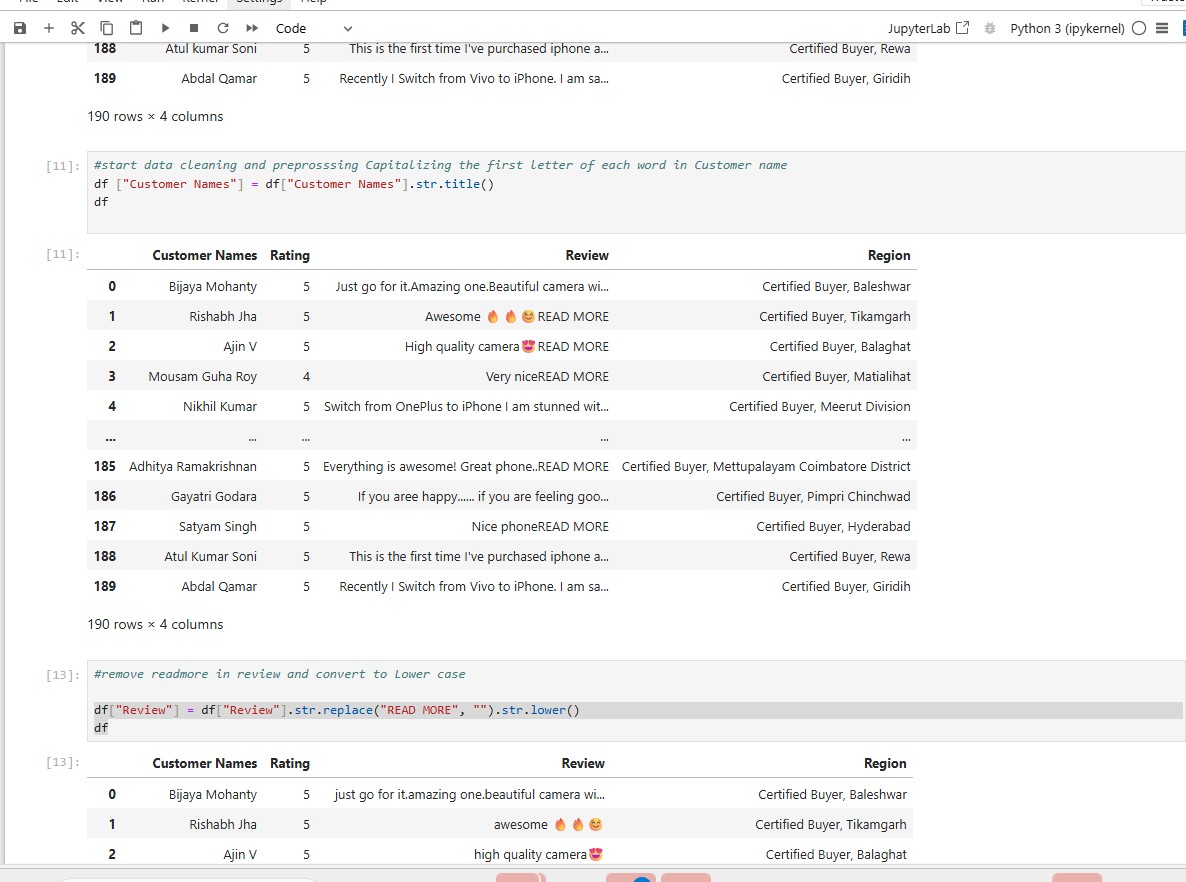 File Edit View Run Kernel Settings Help
Code JupyterLab Python 3 (ipykernel)
188 Atul kumar Soni 5 This is the first time I've purchased iphone a... Certified Buyer, Rewa
189 Abdal Qamar 5 Recently I Switch from Vivo to iPhone. I am sa... Certified Buyer, Giridih
190 rows × 4 columns
[11]: #start data cleaning and preprosssing Capitalizing the first letter of each word in Customer name
df ["Customer Names"] = df["Customer Names"].str.title()
df
[11]: Customer Names Rating Review Region
0 Bijaya Mohanty 5 Just go for it.Amazing one.Beautiful camera wi... Certified Buyer, Baleshwar
1 Rishabh Jha 5 Awesome 🔥 🔥 😊READ MORE Certified Buyer, Tikamgarh
2 Ajin V 5 High quality camera😍READ MORE Certified Buyer, Balaghat
3 Mousam Guha Roy 4 Very niceREAD MORE Certified Buyer, Matialihat
4 Nikhil Kumar 5 Switch from OnePlus to iPhone I am stunned wit... Certified Buyer, Meerut Division
... ... ... ... ...
185 Adhitya Ramakrishnan 5 Everything is awesome! Great phone..READ MORE Certified Buyer, Mettupalayam Coimbatore District
186 Gayatri Godara 5 If you aree happy...... if you are feeling goo... Certified Buyer, Pimpri Chinchwad
187 Satyam Singh 5 Nice phoneREAD MORE Certified Buyer, Hyderabad
188 Atul Kumar Soni 5 This is the first time I've purchased iphone a... Certified Buyer, Rewa
189 Abdal Qamar 5 Recently I Switch from Vivo to iPhone. I am sa... Certified Buyer, Giridih
190 rows × 4 columns
[13]: #remove readmore in review and convert to Lower case
df["Review"] = df["Review"].str.replace("READ MORE", "").str.lower()
df
[13]: Customer Names Rating Review Region
0 Bijaya Mohanty 5 just go for it.amazing one.beautiful camera wi... Certified Buyer, Baleshwar
1 Rishabh Jha 5 awesome 🔥 🔥 😊 Certified Buyer, Tikamgarh
2 Ajin V 5 high quality camera😍 Certified Buyer, Balaghat